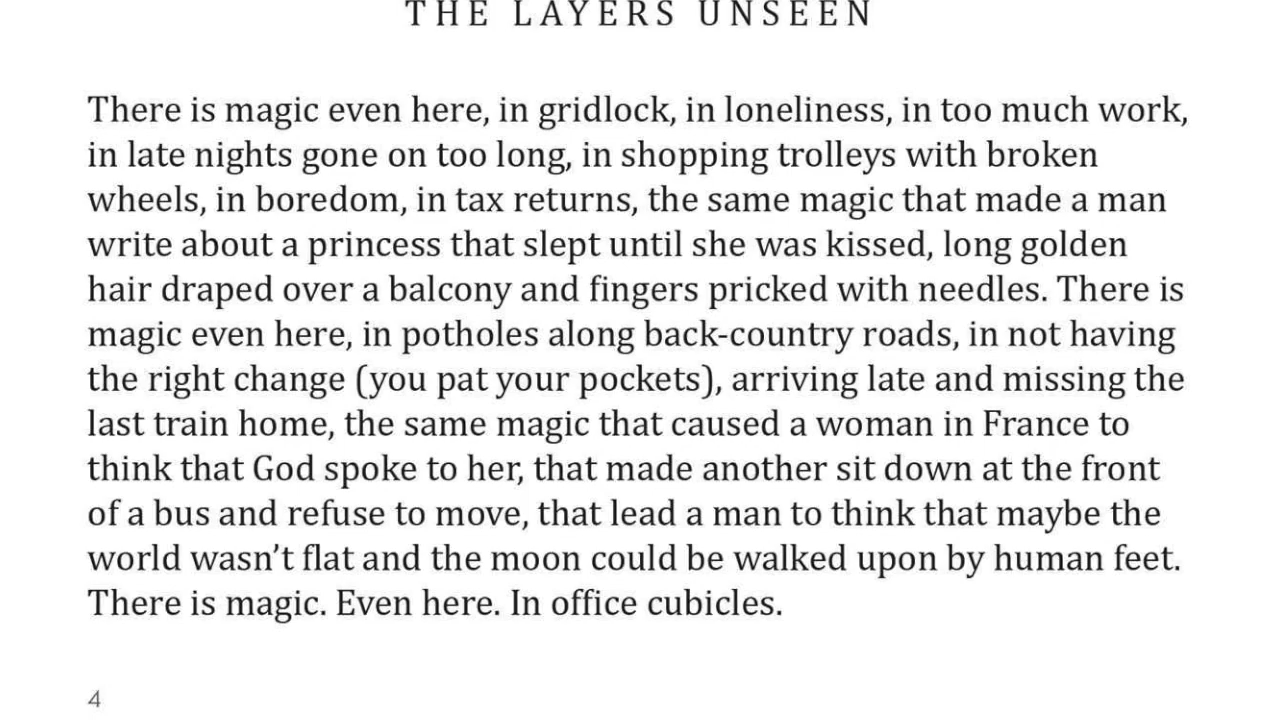 THE LAYERS UNSEEN
There is magic even here, in gridlock, in loneliness, in too much work,
in late nights gone on too long, in shopping trolleys with broken
wheels, in boredom, in tax returns, the same magic that made a man
write about a princess that slept until she was kissed, long golden
hair draped over a balcony and fingers pricked with needles. There is
magic even here, in potholes along back-country roads, in not having
the right change (you pat your pockets), arriving late and missing the
last train home, the same magic that caused a woman in France to
think that God spoke to her, that made another sit down at the front
of a bus and refuse to move, that lead a man to think that maybe the
world wasn’t flat and the moon could be walked upon by human feet.
There is magic. Even here. In office cubicles.
4